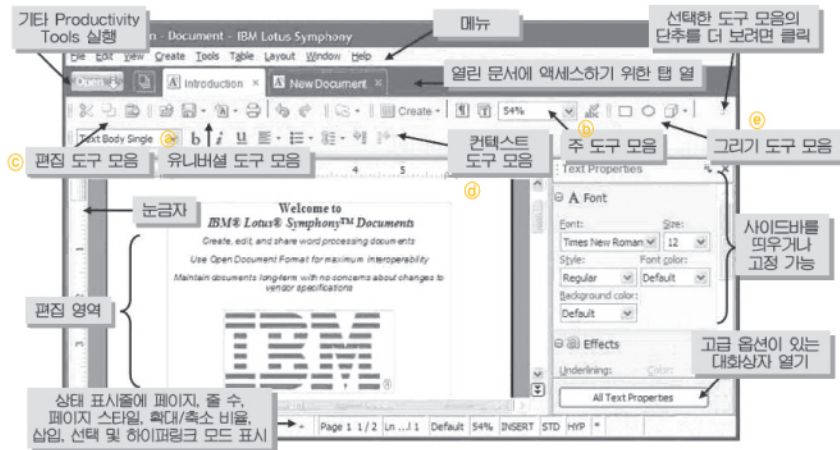 기타 Productivity
Tools 실행
- Document - IBM Lotus Symphony
메뉴
선택한 도구 모음의
단추를 더 보려면 클릭
File Edit View Create Tools Table Layout Window Help
Open
Introduction ×
New Document ×
열린 문서에 액세스하기 위한 탭 열
Create
54%
abc
Text Body Single
b i u
ⓒ 편집 도구 모음
ⓐ 유니버셜 도구 모음
컨텍스트
도구 모음
ⓓ
ⓑ 주 도구 모음
ⓔ 그리기 도구 모음
4 5
Text Properties
눈금자
Welcome to
IBM® Lotus® Symphony™ Documents
Create, edit, and share word processing documents
Use Open Document Format for maximum interoperability
Maintain documents long-term with no concerns about changes to
vendor specifications
IBM®
1
3
편집 영역
A Font
Font: Size:
Times New Roman 12
Style: Font color:
Regular Default
Background color:
Default
사이드바를
띄우거나
고정 가능
Effects
Underlining: Color:
All Text Properties
고급 옵션이 있는
대화상자 열기
상태 표시줄에 페이지, 줄 수,
페이지 스타일, 확대/축소 비율,
삽입, 선택 및 하이퍼링크 모드 표시
Page 1 1 / 2 Ln ...l 1 Default 54% INSERT STD HYP *